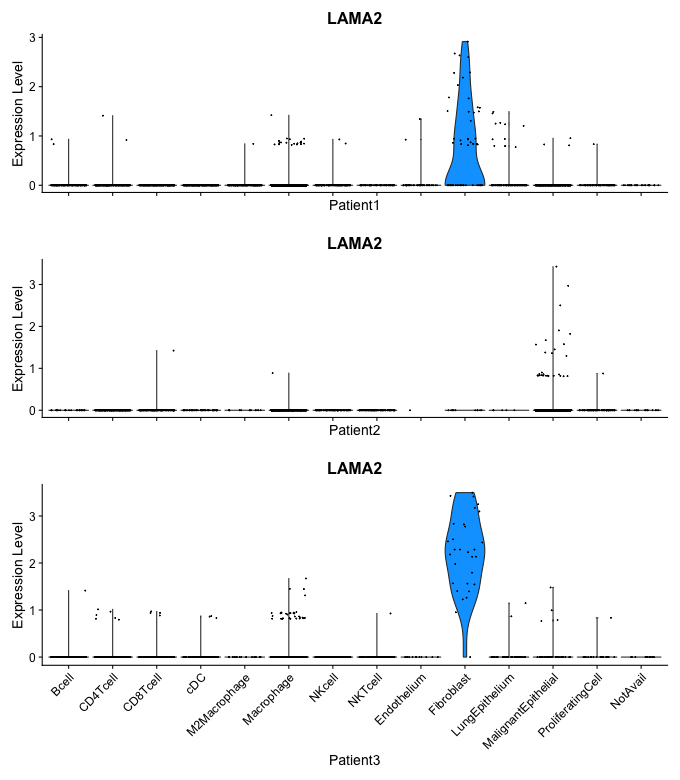 LAMA2
Expression Level
3
2
1
0
Patient1
LAMA2
Expression Level
3
2
1
0
Patient2
LAMA2
Expression Level
3
2
1
0
Bcell
CD4Tcell
CD8Tcell
cDC
M2Macrophage
Macrophage
NKcell
NKTcell
Endothelium
Fibroblast
LungEpithelium
MalignantEpithelial
ProliferatingCell
NotAvail
Patient3